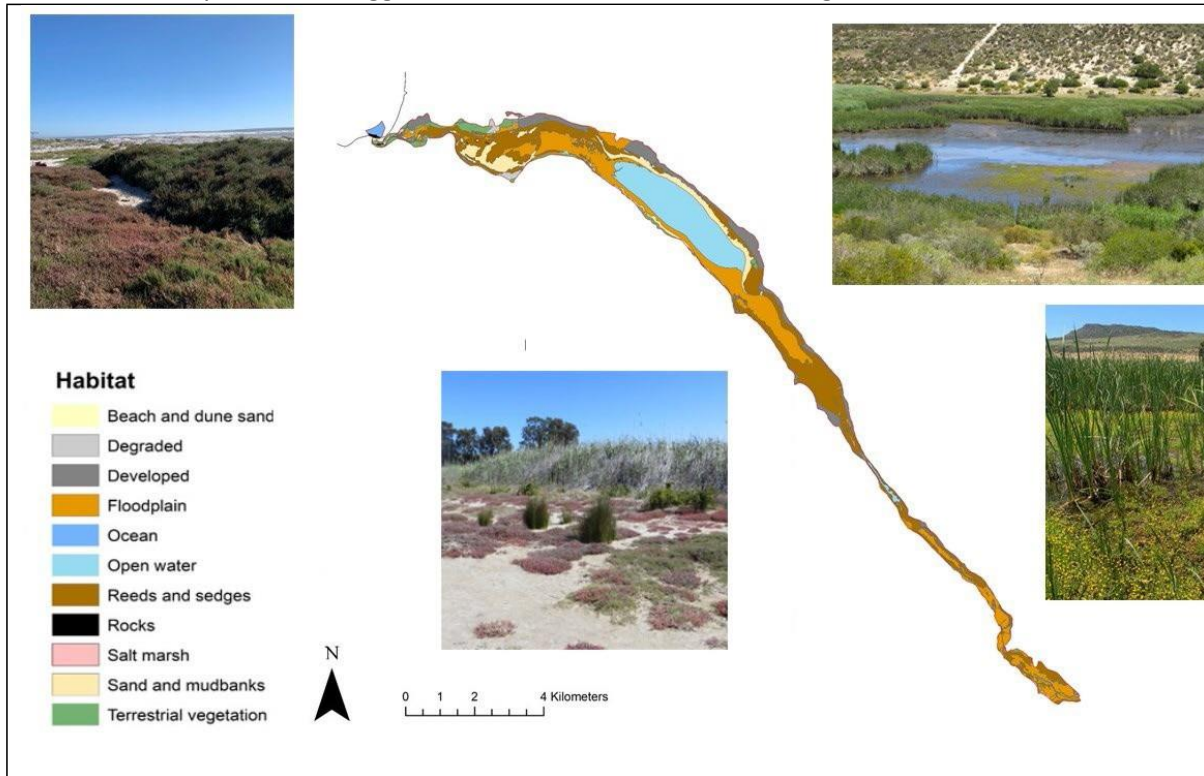 Habitat
Beach and dune sand
Degraded
Developed
Floodplain
Ocean
Open water
Reeds and sedges
Rocks
Salt marsh
Sand and mudbanks
Terrestrial vegetation
N
0 1 2 4 Kilometers